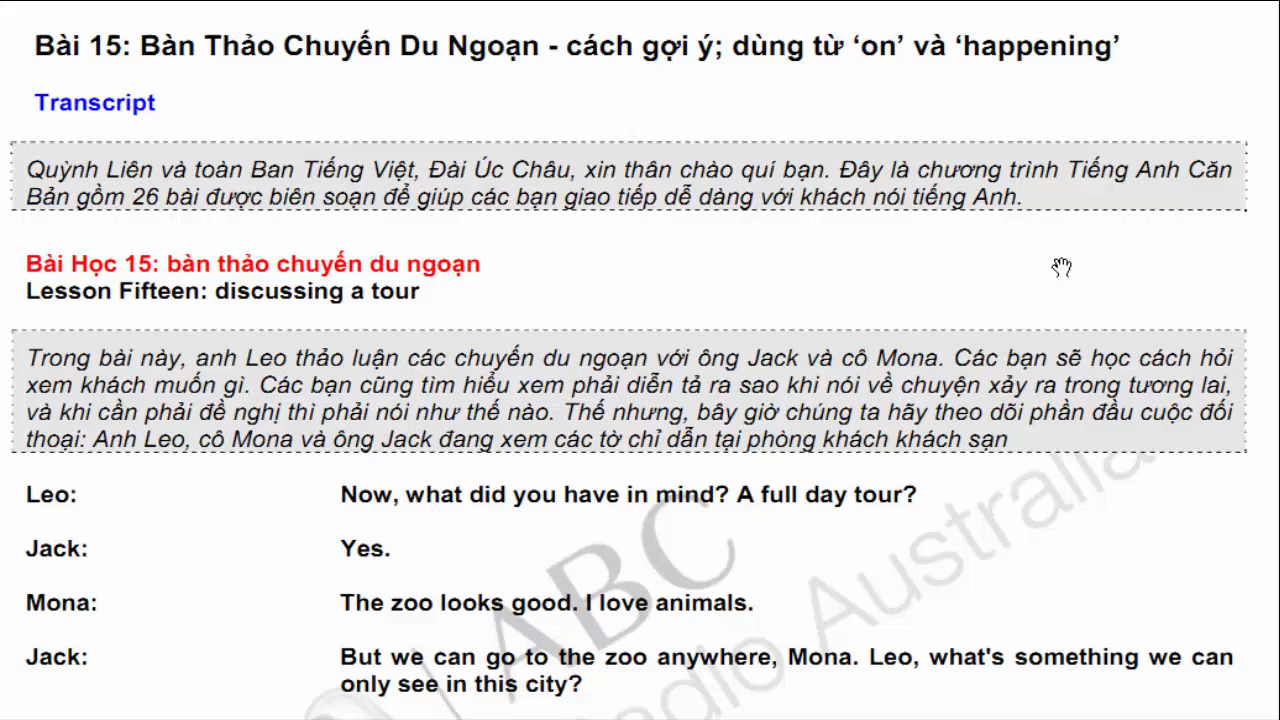 Bài 15: Bàn Thảo Chuyến Du Ngoạn - cách gợi ý; dùng từ ‘on’ và ‘happening’
Transcript
Quỳnh Liên và toàn Ban Tiếng Việt, Đài Úc Châu, xin thân chào quí bạn. Đây là chương trình Tiếng Anh Căn
Bản gồm 26 bài được biên soạn để giúp các bạn giao tiếp dễ dàng với khách nói tiếng Anh.
Bài Học 15: bàn thảo chuyến du ngoạn
Lesson Fifteen: discussing a tour
Trong bài này, anh Leo thảo luận các chuyến du ngoạn với ông Jack và cô Mona. Các bạn sẽ học cách hỏi
xem khách muốn gì. Các bạn cũng tìm hiểu xem phải diễn tả ra sao khi nói về chuyện xảy ra trong tương lai,
và khi cần phải đề nghị thì phải nói như thế nào. Thế nhưng, bây giờ chúng ta hãy theo dõi phần đầu cuộc đối
thoại: Anh Leo, cô Mona và ông Jack đang xem các tờ chỉ dẫn tại phòng khách khách sạn
Leo: Now, what did you have in mind? A full day tour?
Jack: Yes.
Mona: The zoo looks good. I love animals.
Jack: But we can go to the zoo anywhere, Mona. Leo, what's something we can
only see in this city?
ABC
Radio Australia